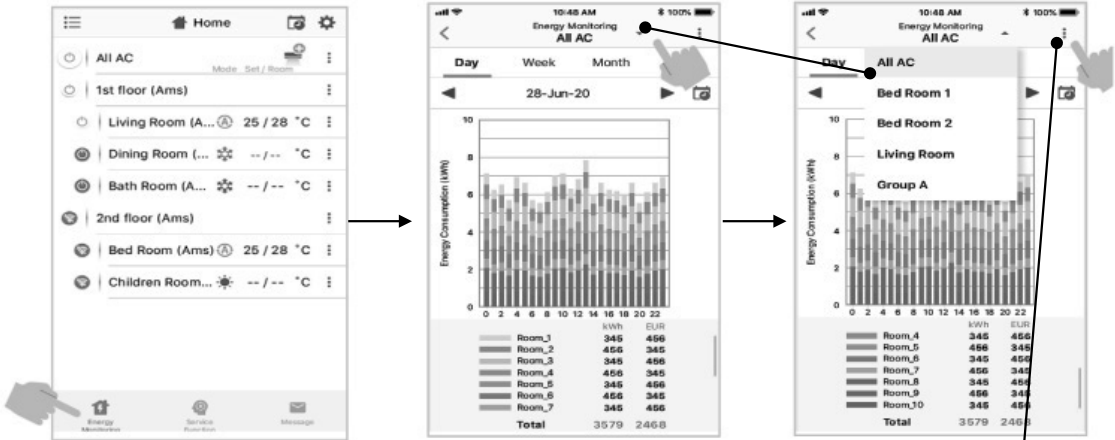 Home
All AC
Mode Set / Room
1st floor (Ams)
Living Room (A... A 25 / 28 °C
Dining Room (... --/-- °C
Bath Room (A... --/-- °C
2nd floor (Ams)
Bed Room (Ams) A 25 / 28 °C
Children Room... --/-- °C
Energy Monitoring
Service Function
Message
10:48 AM 100%
Energy Monitoring
All AC
Day Week Month
28-Jun-20
Energy Consumption (kWh)
10
8
6
4
2
0
0 2 4 6 8 10 12 14 16 18 20 22
kWh EUR
Room_1 345 456
Room_2 456 345
Room_3 345 456
Room_4 456 345
Room_5 345 456
Room_6 456 345
Room_7 345 456
Total 3579 2468
10:48 AM 100%
Energy Monitoring
All AC
Day
All AC
Bed Room 1
Bed Room 2
Living Room
Group A
Energy Consumption (kWh)
10
8
6
4
2
0
0 2 4 6 8 10 12 14 16 18 20 22
kWh EUR
Room_4 345 456
Room_5 456 345
Room_6 345 456
Room_7 456 345
Room_8 345 456
Room_9 456 345
Room_10 345 456
Total 3579 2468